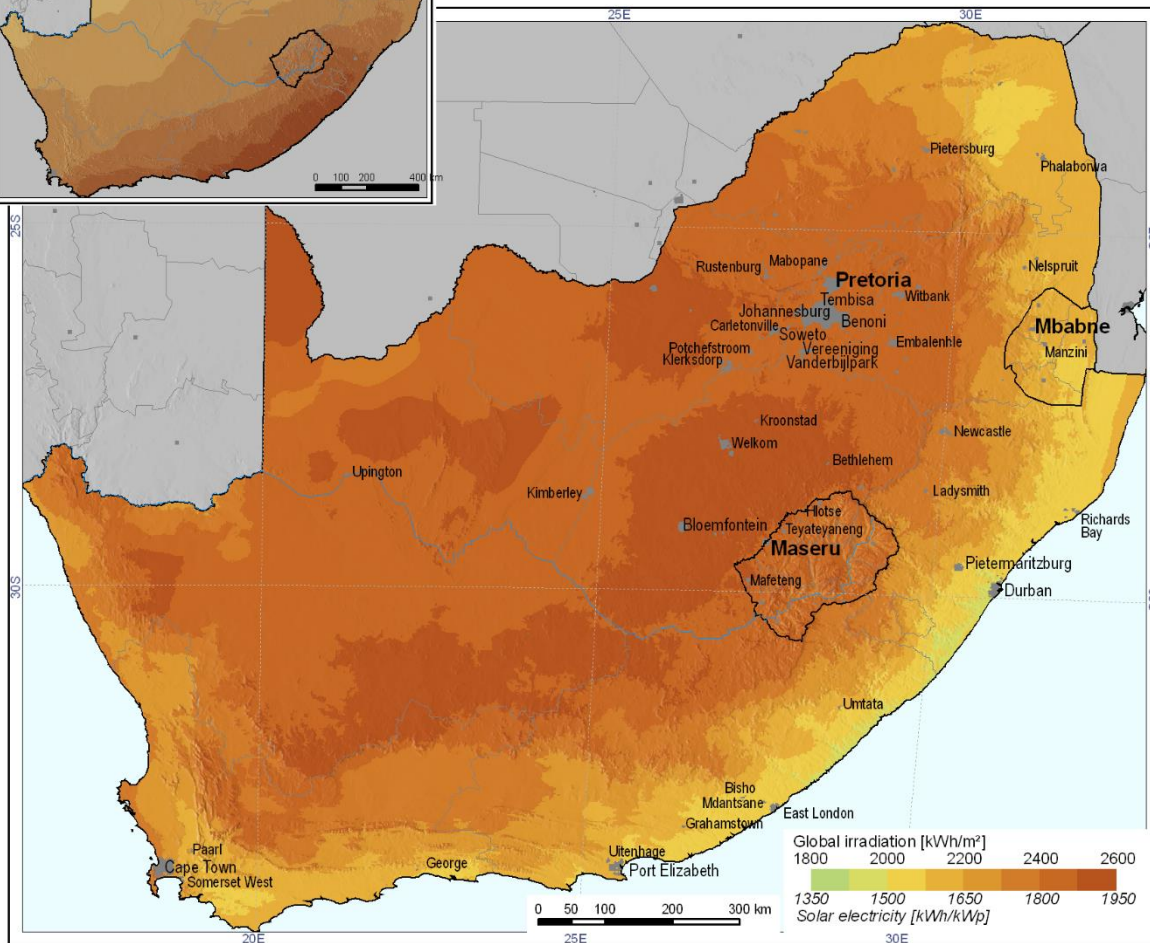 0 100 200 400 km
25E
30E
25S
Pietersburg
Phalaborwa
Rustenburg
Mabopane
Nelspruit
Pretoria
Tembisa
Witbank
Johannesburg
Benoni
Mbabne
Carletonville
Soweto
Embalenhle
Manzini
Potchefstroom
Vereeniging
Klerksdorp
Vanderbijlpark
Kroonstad
Newcastle
Welkom
Bethlehem
Upington
Kimberley
Ladysmith
Hlotse
Richards
Bay
Bloemfontein
Teyateyaneng
Maseru
Pietermaritzburg
Mafeteng
30S
Durban
Umtata
Bisho
Mdantsane
East London
Grahamstown
Paarl
Uitenhage
Cape Town
George
Port Elizabeth
Somerset West
Global irradiation [kWh/m²]
1800 2000 2200 2400 2600
1350 1500 1650 1800 1950
Solar electricity [kWh/kWp]
0 50 100 200 300 km
20E
25E
30E